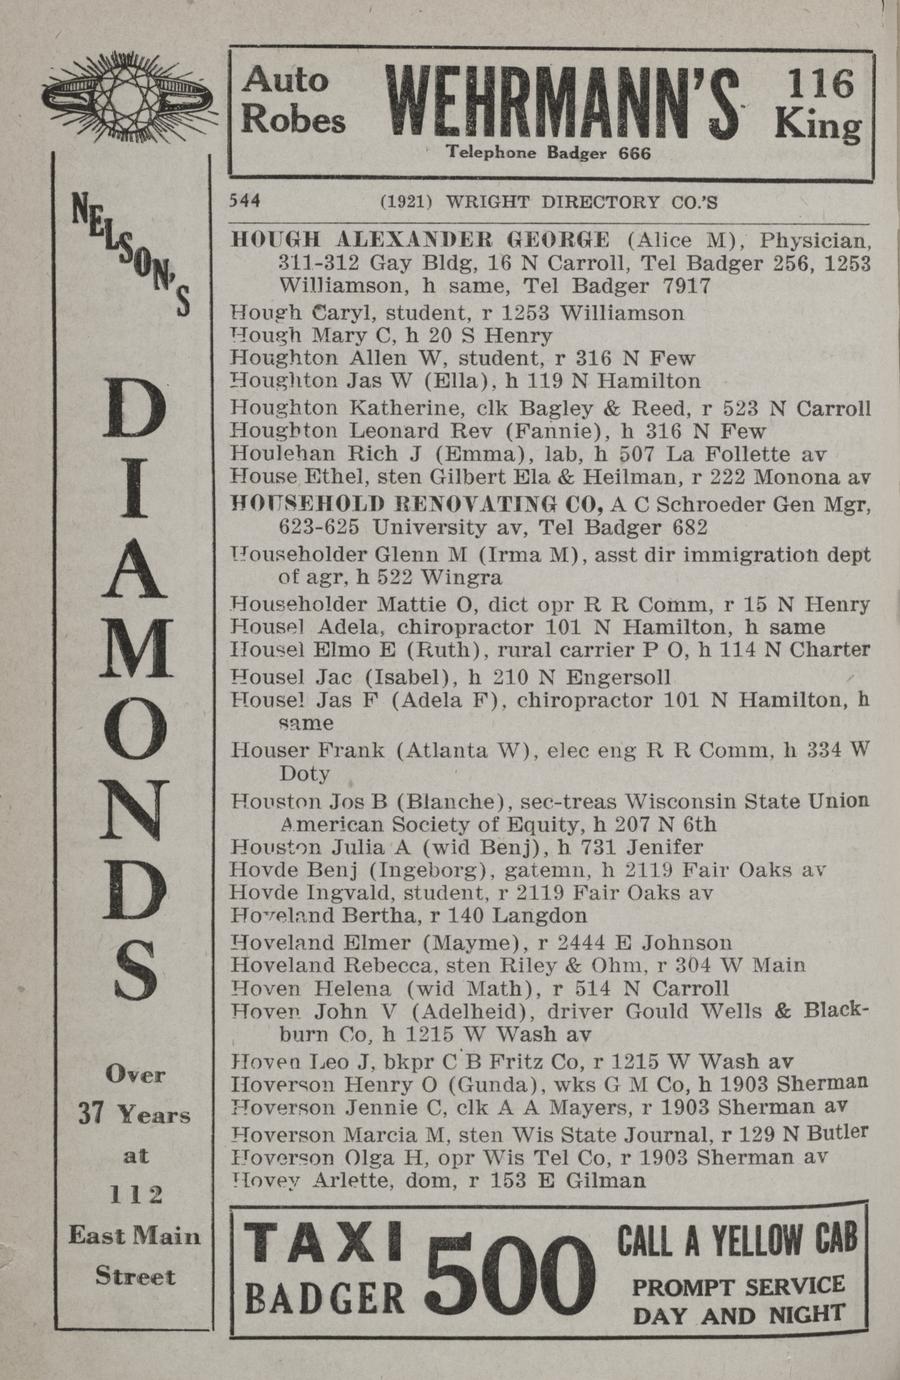 Auto
Robes
WEHRMANN'S
Telephone Badger 666
116
King
NELSON'S
DIAMONDS
Over
37 Years
at
112
East Main
Street
544 (1921) WRIGHT DIRECTORY CO.'S
HOUGH ALEXANDER GEORGE (Alice M), Physician,
311-312 Gay Bldg, 16 N Carroll, Tel Badger 256, 1253
Williamson, h same, Tel Badger 7917
Hough Caryl, student, r 1253 Williamson
Hough Mary C, h 20 S Henry
Houghton Allen W, student, r 316 N Few
Houghton Jas W (Ella), h 119 N Hamilton
Houghton Katherine, clk Bagley & Reed, r 523 N Carroll
Houghton Leonard Rev (Fannie), h 316 N Few
Houlehan Rich J (Emma), lab, h 507 La Follette av
House Ethel, sten Gilbert Ela & Heilman, r 222 Monona av
HOUSEHOLD RENOVATING CO, A C Schroeder Gen Mgr,
623-625 University av, Tel Badger 682
Householder Glenn M (Irma M), asst dir immigration dept
of agr, h 522 Wingra
Householder Mattie O, dict opr R R Comm, r 15 N Henry
Housel Adela, chiropractor 101 N Hamilton, h same
Housel Elmo E (Ruth), rural carrier P O, h 114 N Charter
Housel Jac (Isabel), h 210 N Engersoll
Housel Jas F (Adela F), chiropractor 101 N Hamilton, h
same
Houser Frank (Atlanta W), elec eng R R Comm, h 334 W
Doty
Houston Jos B (Blanche), sec-treas Wisconsin State Union
American Society of Equity, h 207 N 6th
Houston Julia A (wid Benj), h 731 Jenifer
Hovde Benj (Ingeborg), gatemn, h 2119 Fair Oaks av
Hovde Ingvald, student, r 2119 Fair Oaks av
Hoveland Bertha, r 140 Langdon
Hoveland Elmer (Mayme), r 2444 E Johnson
Hoveland Rebecca, sten Riley & Ohm, r 304 W Main
Hoven Helena (wid Math), r 514 N Carroll
Hoven John V (Adelheid), driver Gould Wells & Black-
burn Co, h 1215 W Wash av
Hoven Leo J, bkpr C B Fritz Co, r 1215 W Wash av
Hoverson Henry O (Gunda), wks G M Co, h 1903 Sherman
Hoverson Jennie C, clk A A Mayers, r 1903 Sherman av
Hoverson Marcia M, sten Wis State Journal, r 129 N Butler
Hoverson Olga H, opr Wis Tel Co, r 1903 Sherman av
Hovey Arlette, dom, r 153 E Gilman
TAXI
BADGER
500
CALL A YELLOW CAB
PROMPT SERVICE
DAY AND NIGHT